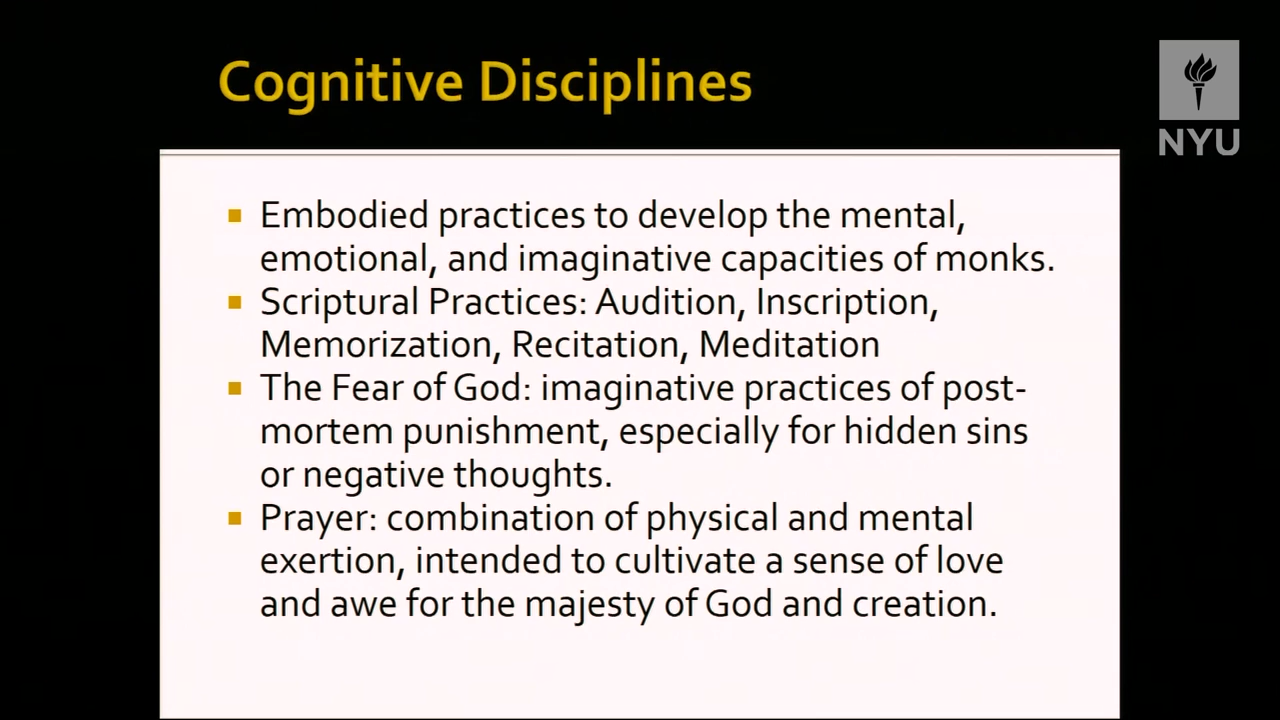 Cognitive Disciplines
NYU
Embodied practices to develop the mental,
emotional, and imaginative capacities of monks.
Scriptural Practices: Audition, Inscription,
Memorization, Recitation, Meditation
The Fear of God: imaginative practices of post-
mortem punishment, especially for hidden sins
or negative thoughts.
Prayer: combination of physical and mental
exertion, intended to cultivate a sense of love
and awe for the majesty of God and creation.